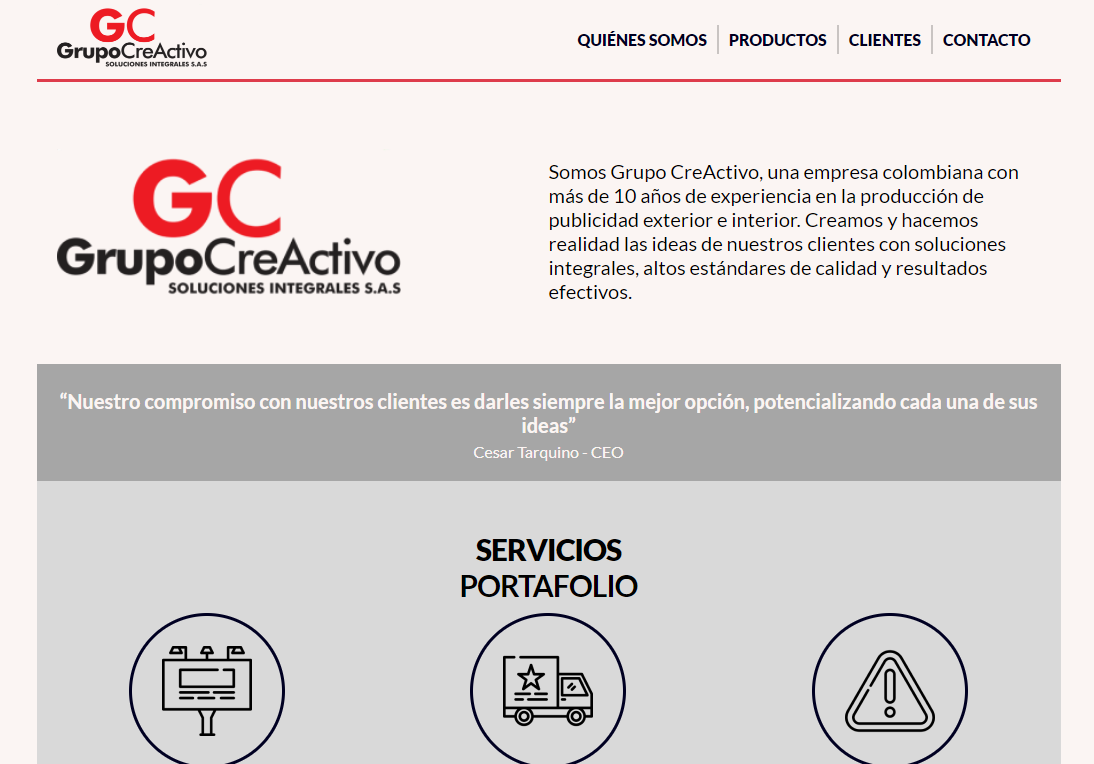 GC
GrupoCreActivo
SOLUCIONES INTEGRALES S.A.S
QUIÉNES SOMOS
PRODUCTOS
CLIENTES
CONTACTO
GC
GrupoCreActivo
SOLUCIONES INTEGRALES S.A.S
Somos Grupo CreActivo, una empresa colombiana con
más de 10 años de experiencia en la producción de
publicidad exterior e interior. Creamos y hacemos
realidad las ideas de nuestros clientes con soluciones
integrales, altos estándares de calidad y resultados
efectivos.
“Nuestro compromiso con nuestros clientes es darles siempre la mejor opción, potencializando cada una de sus
ideas”
Cesar Tarquino - CEO
SERVICIOS
PORTAFOLIO